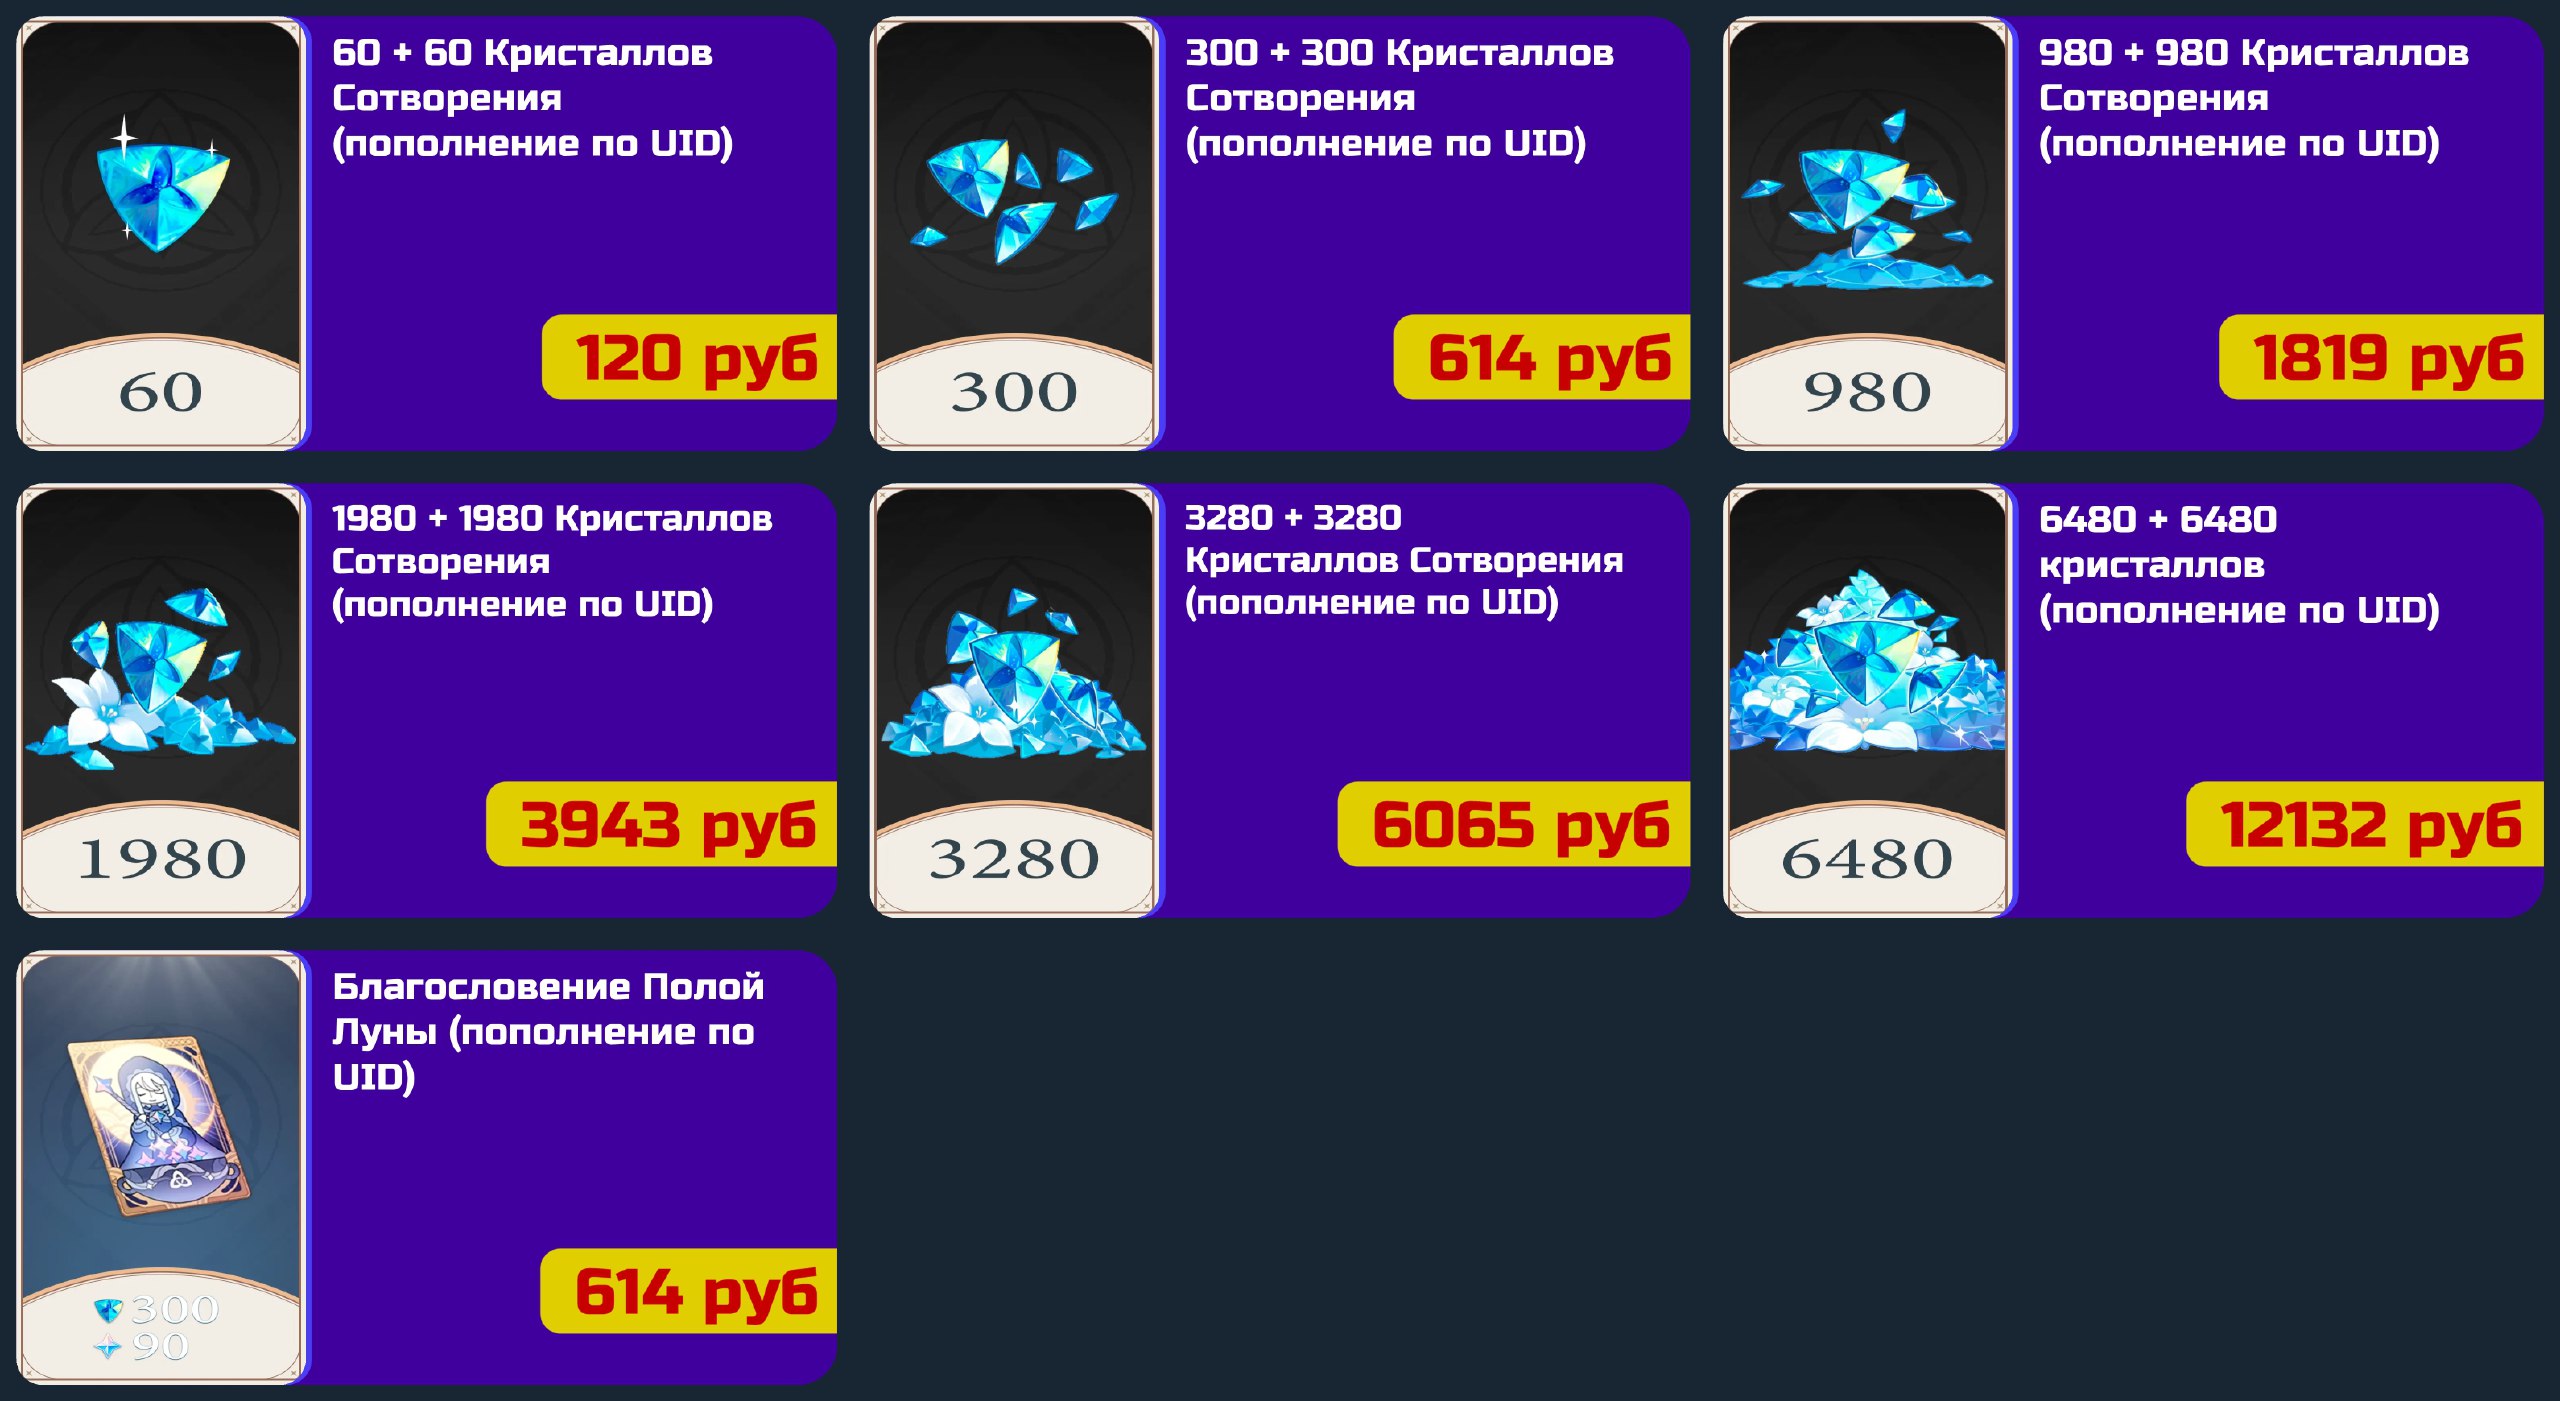 60 + 60 Кристаллов
Сотворения
(пополнение по UID)
120 руб
60
300 + 300 Кристаллов
Сотворения
(пополнение по UID)
614 руб
300
980 + 980 Кристаллов
Сотворения
(пополнение по UID)
1819 руб
980
1980 + 1980 Кристаллов
Сотворения
(пополнение по UID)
3943 руб
1980
3280 + 3280
Кристаллов Сотворения
(пополнение по UID)
6065 руб
3280
6480 + 6480
кристаллов
(пополнение по UID)
12132 руб
6480
Благословение Полой
Луны (пополнение по
UID)
614 руб
300
90